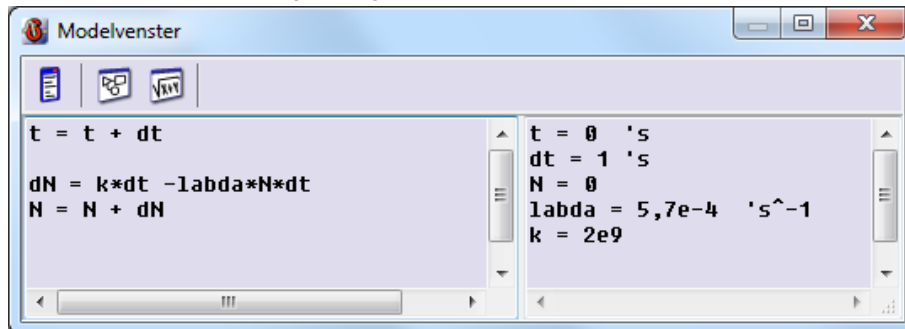 Modelvenster
t = t + dt
dN = k*dt -labda*N*dt
N = N + dN
t = 0 's
dt = 1 's
N = 0
labda = 5,7e-4 's^-1
k = 2e9